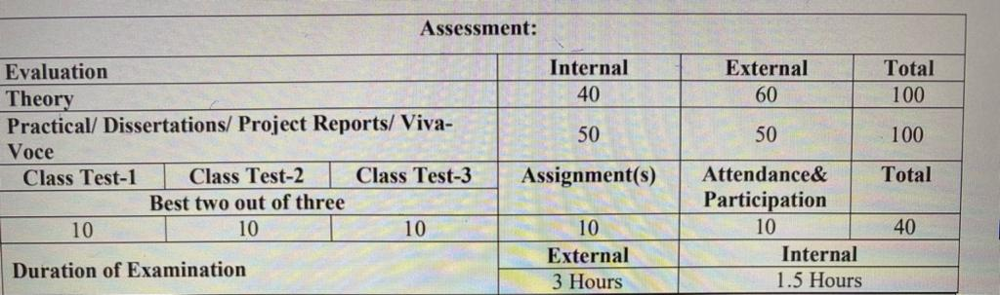 Assessment:
Evaluation Internal External Total
Theory 40 60 100
Practical/ Dissertations/ Project Reports/ Viva-
Voce 50 50 100
Class Test-1 Class Test-2 Class Test-3 Assignment(s) Attendance& Total
Best two out of three Participation
10 10 10 10 10 40
Duration of Examination External Internal
3 Hours 1.5 Hours